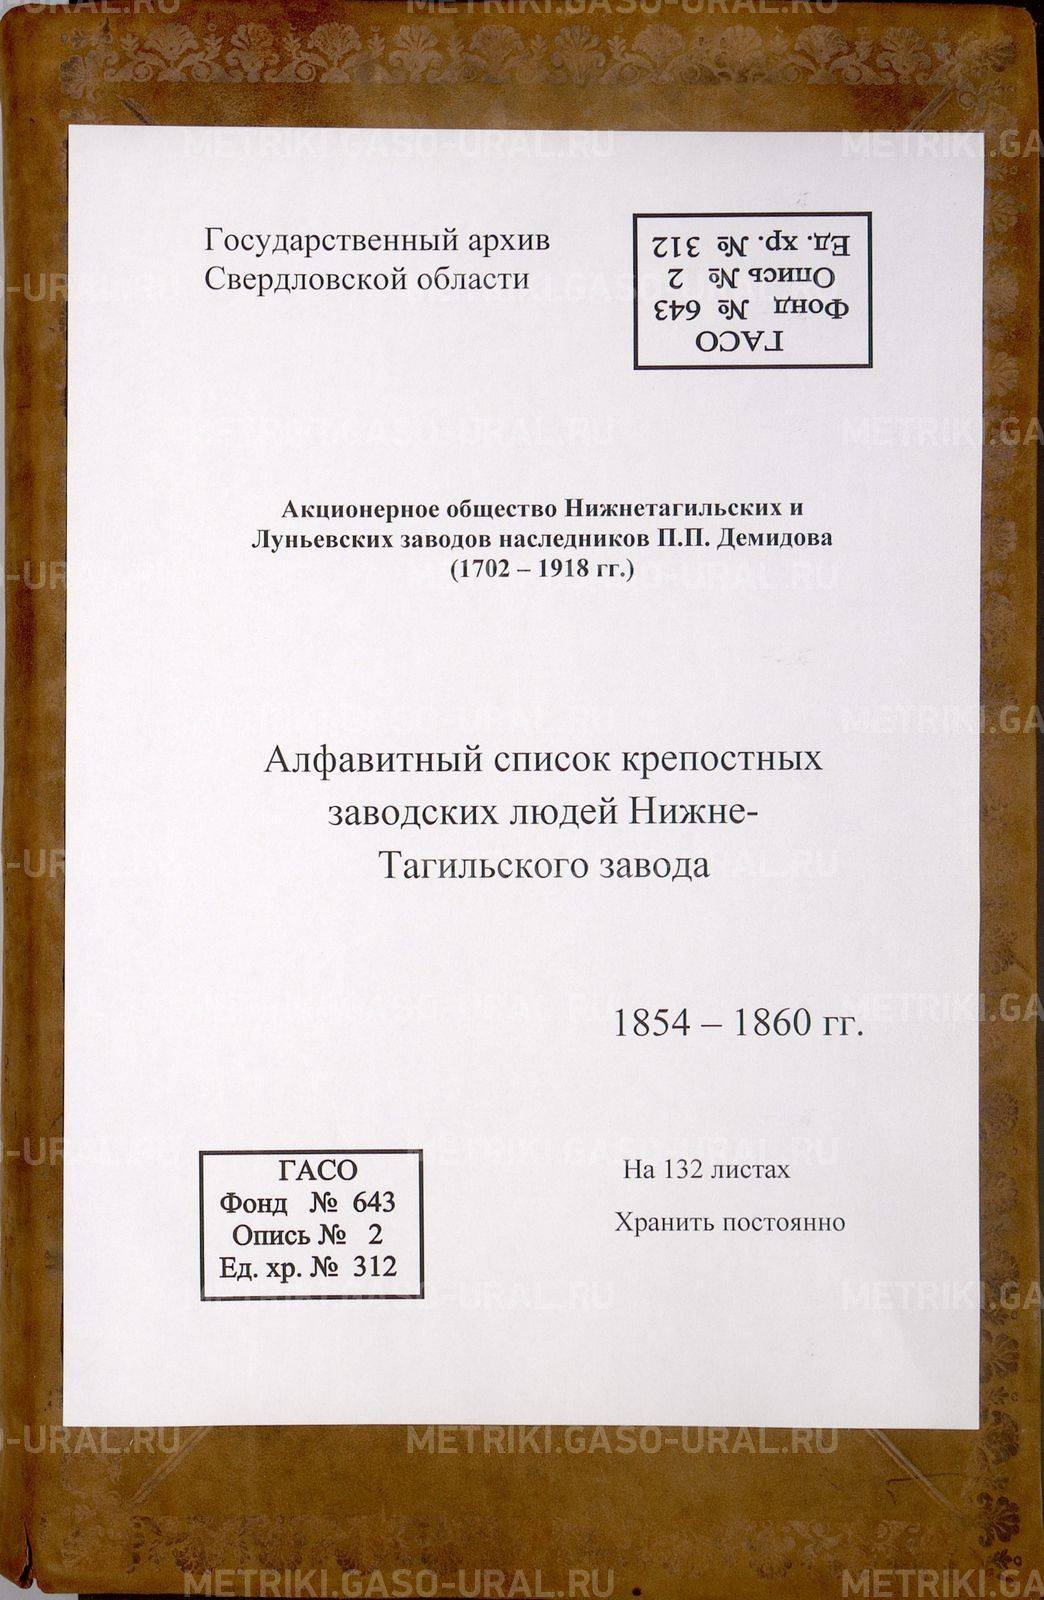 Государственный архив
Свердловской области
ГАСО
Фонд № 643
Опись № 2
Ед. хр. № 312
Акционерное общество Нижнетагильских и
Луньевских заводов наследников П.П. Демидова
(1702 – 1918 гг.)
Алфавитный список крепостных
заводских людей Нижне-
Тагильского завода
1854 – 1860 гг.
ГАСО
Фонд № 643
Опись № 2
Ед. хр. № 312
На 132 листах
Хранить постоянно
METRIKI.GASO-URAL.RU